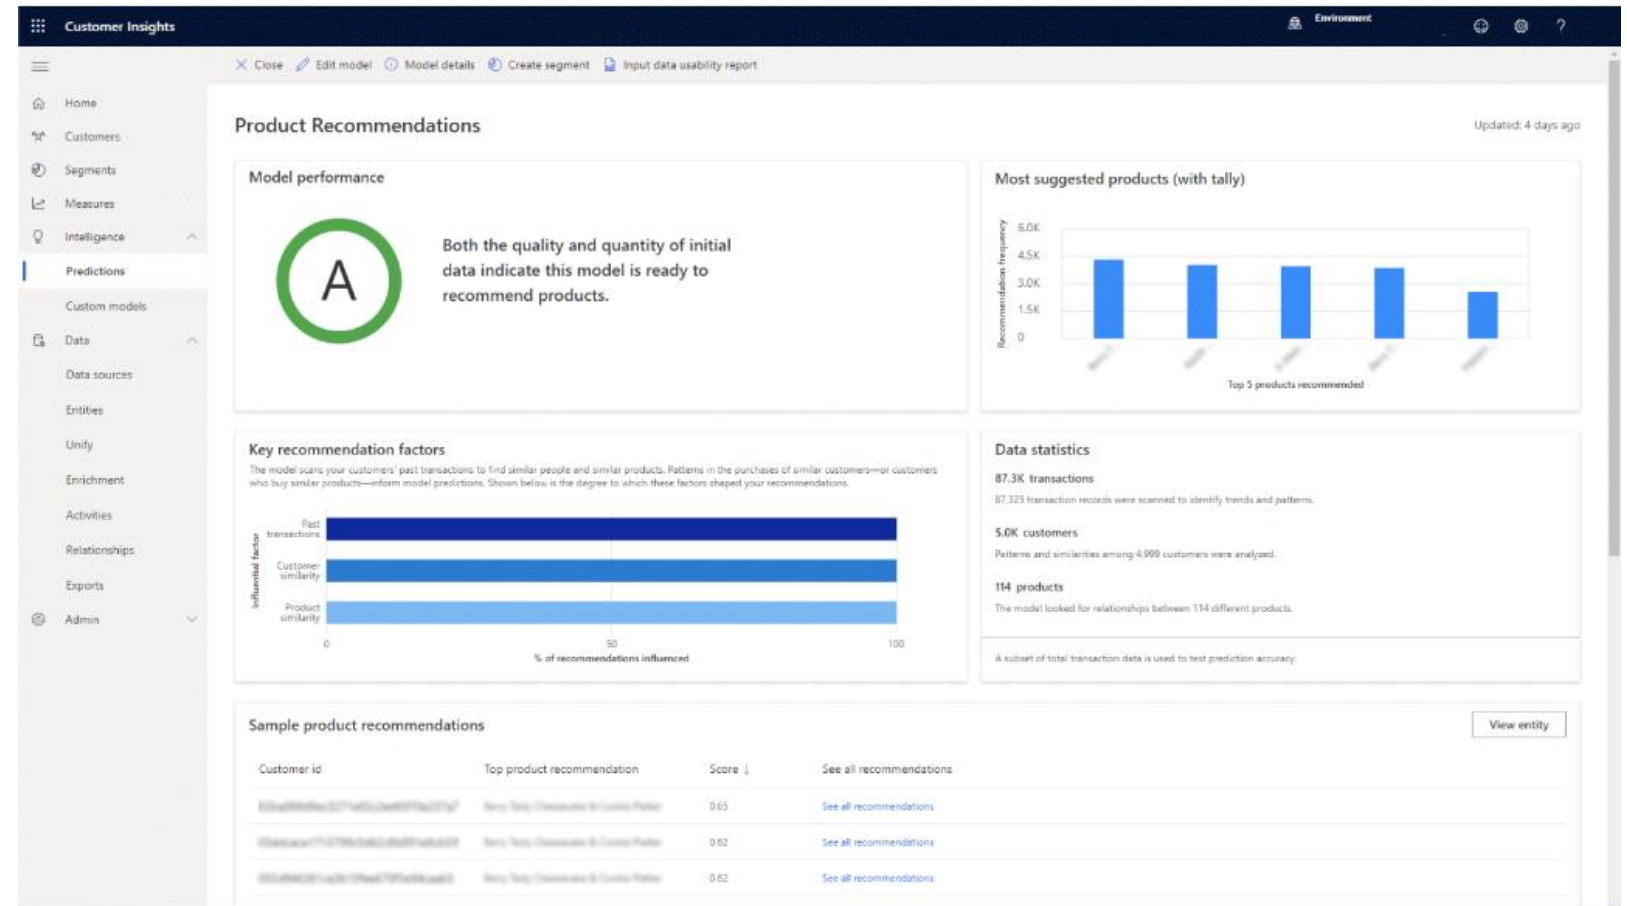 Customer Insights
Environment
?
Close Edit model Model details Create segment Input data usability report
Home
Customers
Segments
Measures
Intelligence
Predictions
Custom models
Data
Data sources
Entities
Unify
Enrichment
Activities
Relationships
Exports
Admin
Product Recommendations
Updated: 4 days ago
Model performance
A
Both the quality and quantity of initial
data indicate this model is ready to
recommend products.
Most suggested products (with tally)
Recommendation frequency
6.0K
4.5K
3.0K
1.5K
0
Top 5 products recommended
Key recommendation factors
The model scans your customers' past transactions to find similar people and similar products. Patterns in the purchases of similar customers—or customers
who buy similar products—inform model predictions. Shown below is the degree to which these factors shaped your recommendations.
Influential factor
Past
transactions
Customer
similarity
Product
similarity
0 50 100
% of recommendations influenced
Data statistics
87.3K transactions
87,325 transaction records were scanned to identify trends and patterns.
5.0K customers
Patterns and similarities among 4,999 customers were analyzed.
114 products
The model looked for relationships between 114 different products.
A subset of total transaction data is used to test prediction accuracy.
Sample product recommendations
View entity
Customer id Top product recommendation Score ↓ See all recommendations
0.65 See all recommendations
0.62 See all recommendations
0.62 See all recommendations